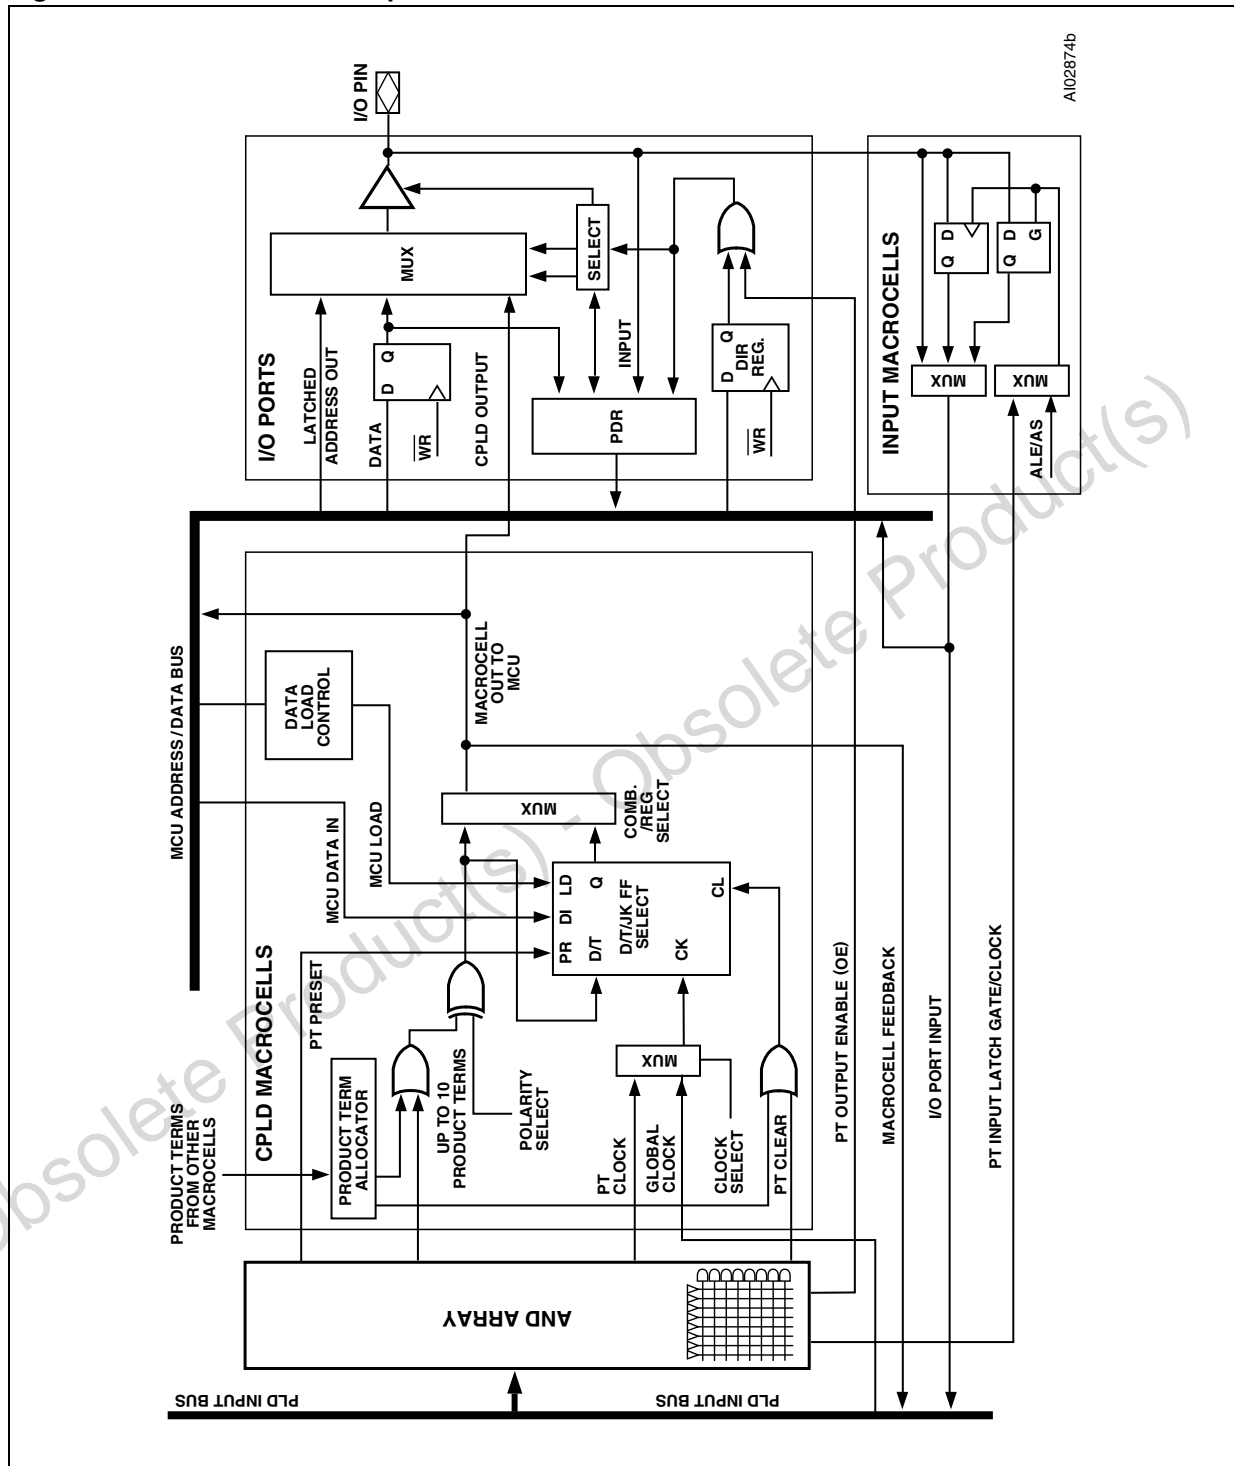 AI02874b
I/O PIN
I/O PORTS
LATCHED
ADDRESS OUT
DATA
D Q
WR
CPLD OUTPUT
MUX
SELECT
INPUT
PDR
D Q
DIR
REG.
WR
INPUT MACROCELLS
Q D
Q D
G
MUX
MUX
ALE/AS
MCU ADDRESS / DATA BUS
DATA
LOAD
CONTROL
MCU DATA IN
MCU LOAD
MACROCELL
OUT TO
MCU
MUX
COMB.
/REG
SELECT
CPLD MACROCELLS
PT PRESET
PR DI LD
D/T Q
D/T/JK FF
SELECT
CK
CL
PRODUCT TERMS
FROM OTHER
MACROCELLS
PRODUCT TERM
ALLOCATOR
UP TO 10
PRODUCT TERMS
POLARITY
SELECT
PT
CLOCK
GLOBAL
CLOCK
MUX
CLOCK
SELECT
PT CLEAR
PT OUTPUT ENABLE (OE)
MACROCELL FEEDBACK
I/O PORT INPUT
PT INPUT LATCH GATE/CLOCK
AND ARRAY
PLD INPUT BUS
PLD INPUT BUS
Obsolete Product(s) - Obsolete Product(s)